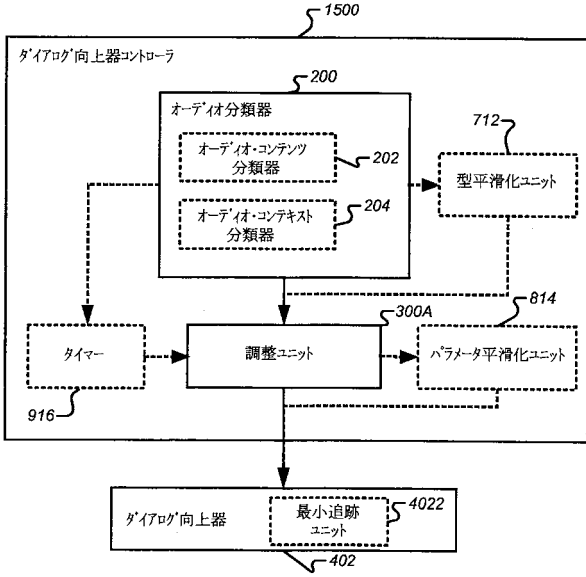 1500
ダイアログ向上器コントローラ
200
オーディオ分類器
オーディオ・コンテンツ
分類器
202
オーディオ・コンテキスト
分類器
204
712
型平滑化ユニット
300A
814
タイマー
調整ユニット
パラメータ平滑化ユニット
916
ダイアログ向上器
最小追跡
ユニット
4022
402